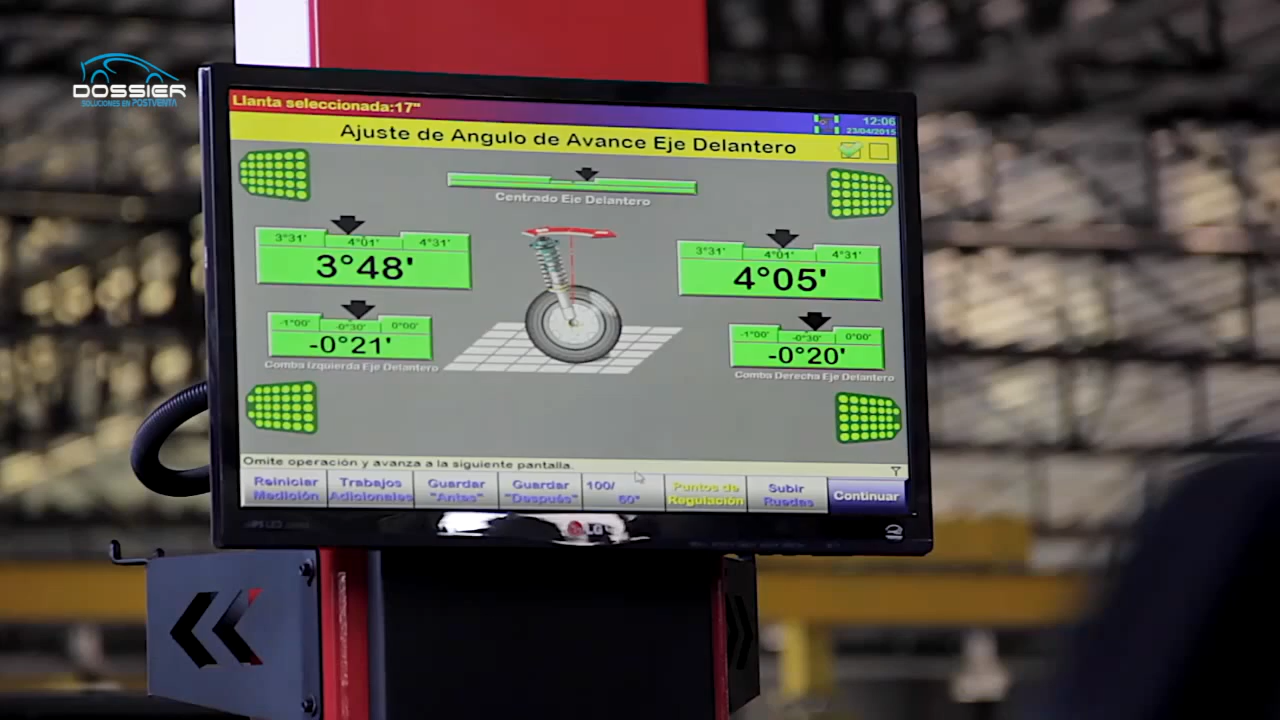 DOSSIER
SOLUCIONES EN POSTVENTA
Llanta seleccionada:17"
12:06
23/04/2015
Ajuste de Angulo de Avance Eje Delantero
Centrado Eje Delantero
3°31' 4°01' 4°31'
3°48'
3°31' 4°01' 4°31'
4°05'
-1°00' -0°30' 0°00'
-0°21'
Comba Izquierda Eje Delantero
-1°00' -0°30' 0°00'
-0°20'
Comba Derecha Eje Delantero
Omite operación y avanza a la siguiente pantalla.
Reiniciar Medición
Trabajos Adicionales
Guardar "Antes"
Guardar "Después"
100/ 60"
Puntos de Regulación
Subir Ruedas
Continuar
LG